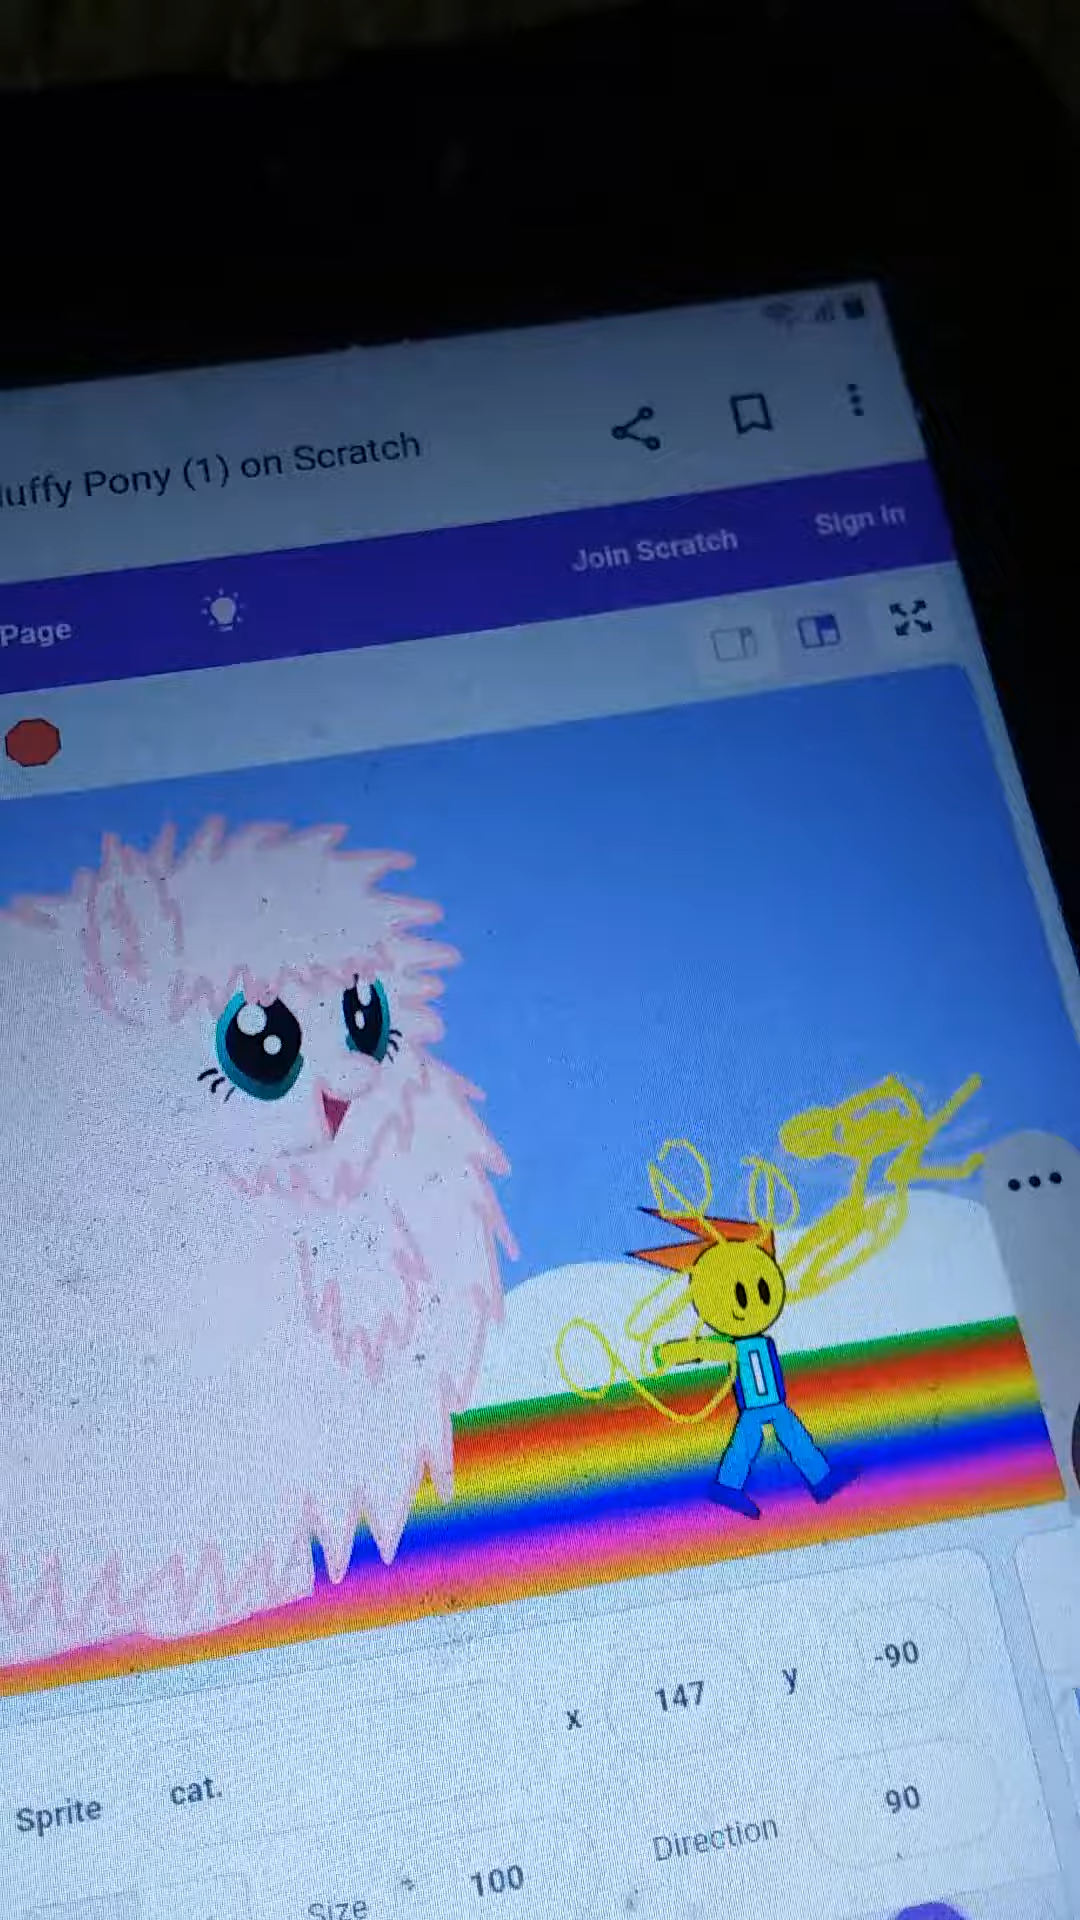 luffy Pony (1) on Scratch
Page
Join Scratch
Sign in
x 147 y -90
Sprite cat.
Size 100
Direction 90